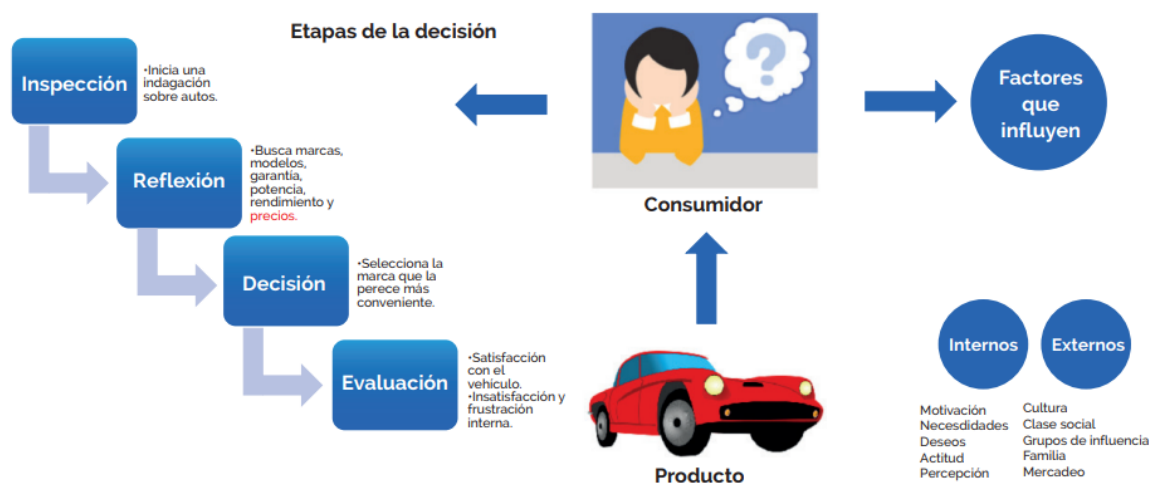 Etapas de la decisión
Inspección
•Inicia una
indagación
sobre autos.
Reflexión
•Busca marcas,
modelos,
garantía,
potencia,
rendimiento y
precios.
Decisión
•Selecciona la
marca que la
perece más
conveniente.
Evaluación
•Satisfacción
con el
vehículo.
•Insatisfacción y
frustración
interna.
?
Consumidor
Producto
Factores
que
influyen
Internos
Motivación
Necesdidades
Deseos
Actitud
Percepción
Externos
Cultura
Clase social
Grupos de influencia
Familia
Mercadeo